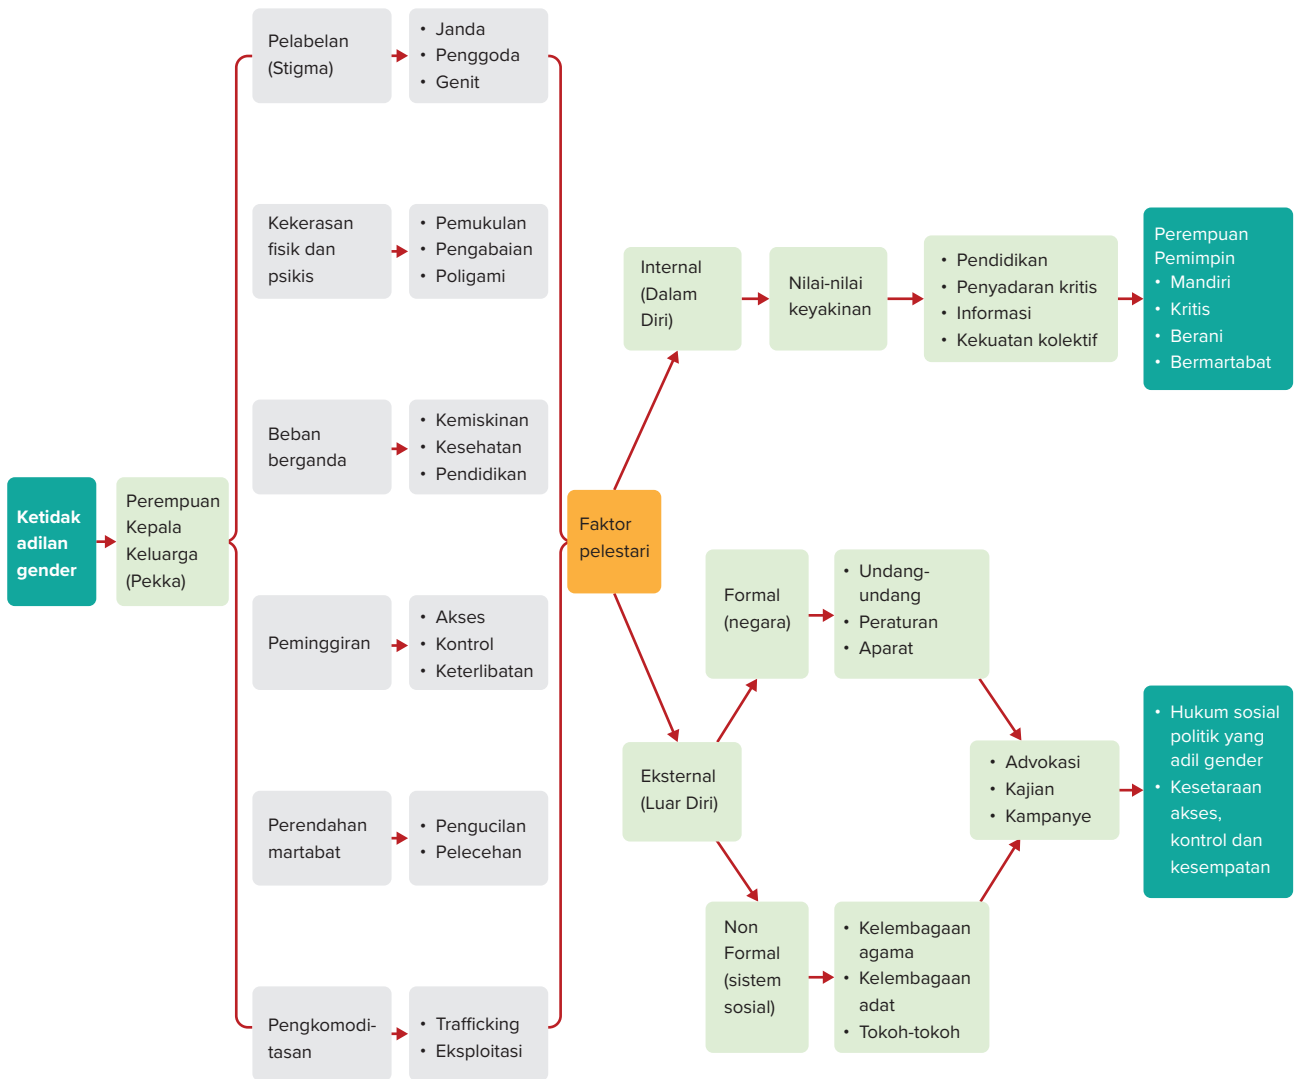 Ketidak
adilan
gender
Perempuan
Kepala
Keluarga
(Pekka)
Pelabelan
(Stigma)
• Janda
• Penggoda
• Genit
Kekerasan
fisik dan
psikis
• Pemukulan
• Pengabaian
• Poligami
Beban
berganda
• Kemiskinan
• Kesehatan
• Pendidikan
Peminggiran
• Akses
• Kontrol
• Keterlibatan
Perendahan
martabat
• Pengucilan
• Pelecehan
Pengkomodi-
tasan
• Trafficking
• Eksploitasi
Faktor
pelestari
Internal
(Dalam
Diri)
Nilai-nilai
keyakinan
• Pendidikan
• Penyadaran kritis
• Informasi
• Kekuatan kolektif
Perempuan
Pemimpin
• Mandiri
• Kritis
• Berani
• Bermartabat
Eksternal
(Luar Diri)
Formal
(negara)
• Undang-
undang
• Peraturan
• Aparat
Non
Formal
(sistem
sosial)
• Kelembagaan
agama
• Kelembagaan
adat
• Tokoh-tokoh
• Advokasi
• Kajian
• Kampanye
• Hukum sosial
politik yang
adil gender
• Kesetaraan
akses,
kontrol dan
kesempatan